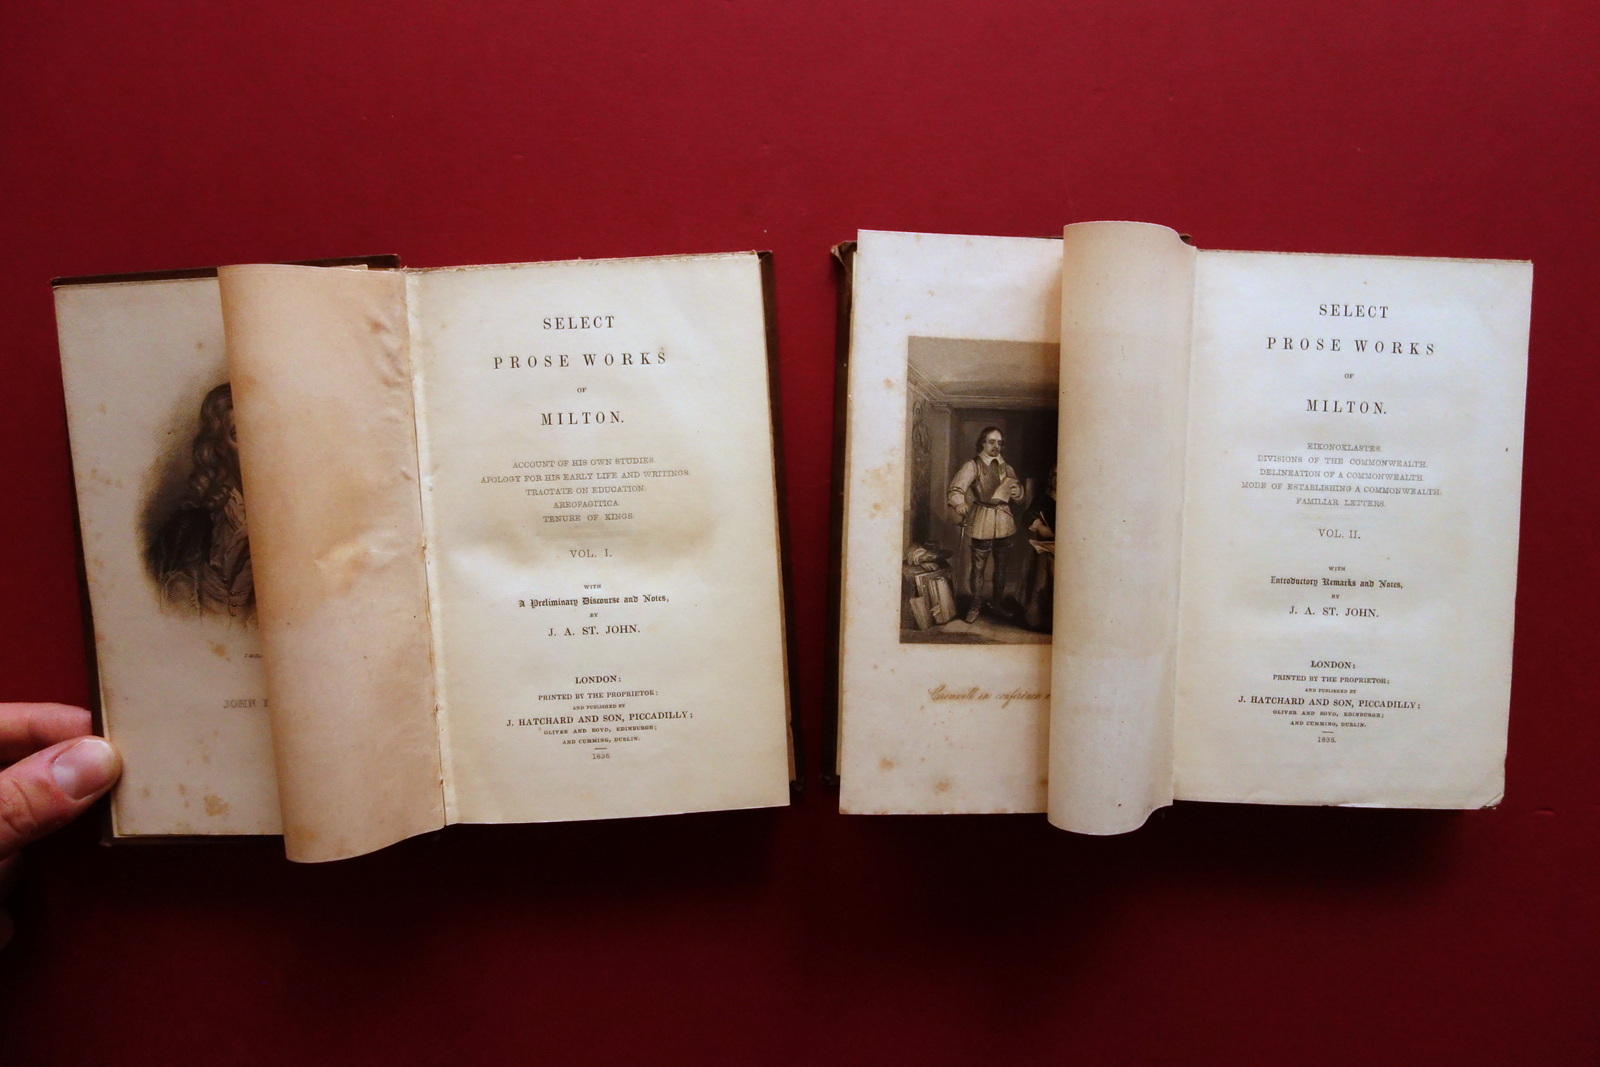 SELECT
PROSE WORKS
OF
MILTON.
ACCOUNT OF HIS OWN STUDIES.
APOLOGY FOR HIS EARLY LIFE AND WRITINGS.
TRACTATE ON EDUCATION.
AREOPAGITICA.
TENURE OF KINGS.
VOL. I.
WITH
A Preliminary Discourse and Notes,
BY
J. A. ST. JOHN.
LONDON:
PRINTED BY THE PROPRIETOR;
AND PUBLISHED BY
J. HATCHARD AND SON, PICCADILLY;
OLIVER AND BOYD, EDINBURGH;
AND CUMMING, DUBLIN.
1836.
JOHN
Cromwell in conference
SELECT
PROSE WORKS
OF
MILTON.
EIKONOKLASTES.
DIVISIONS OF THE COMMONWEALTH.
DELINEATION OF A COMMONWEALTH.
MODE OF ESTABLISHING A COMMONWEALTH.
FAMILIAR LETTERS.
VOL. II.
WITH
Introductory Remarks and Notes,
BY
J. A. ST. JOHN.
LONDON:
PRINTED BY THE PROPRIETOR;
AND PUBLISHED BY
J. HATCHARD AND SON, PICCADILLY;
OLIVER AND BOYD, EDINBURGH;
AND CUMMING, DUBLIN.
1836.